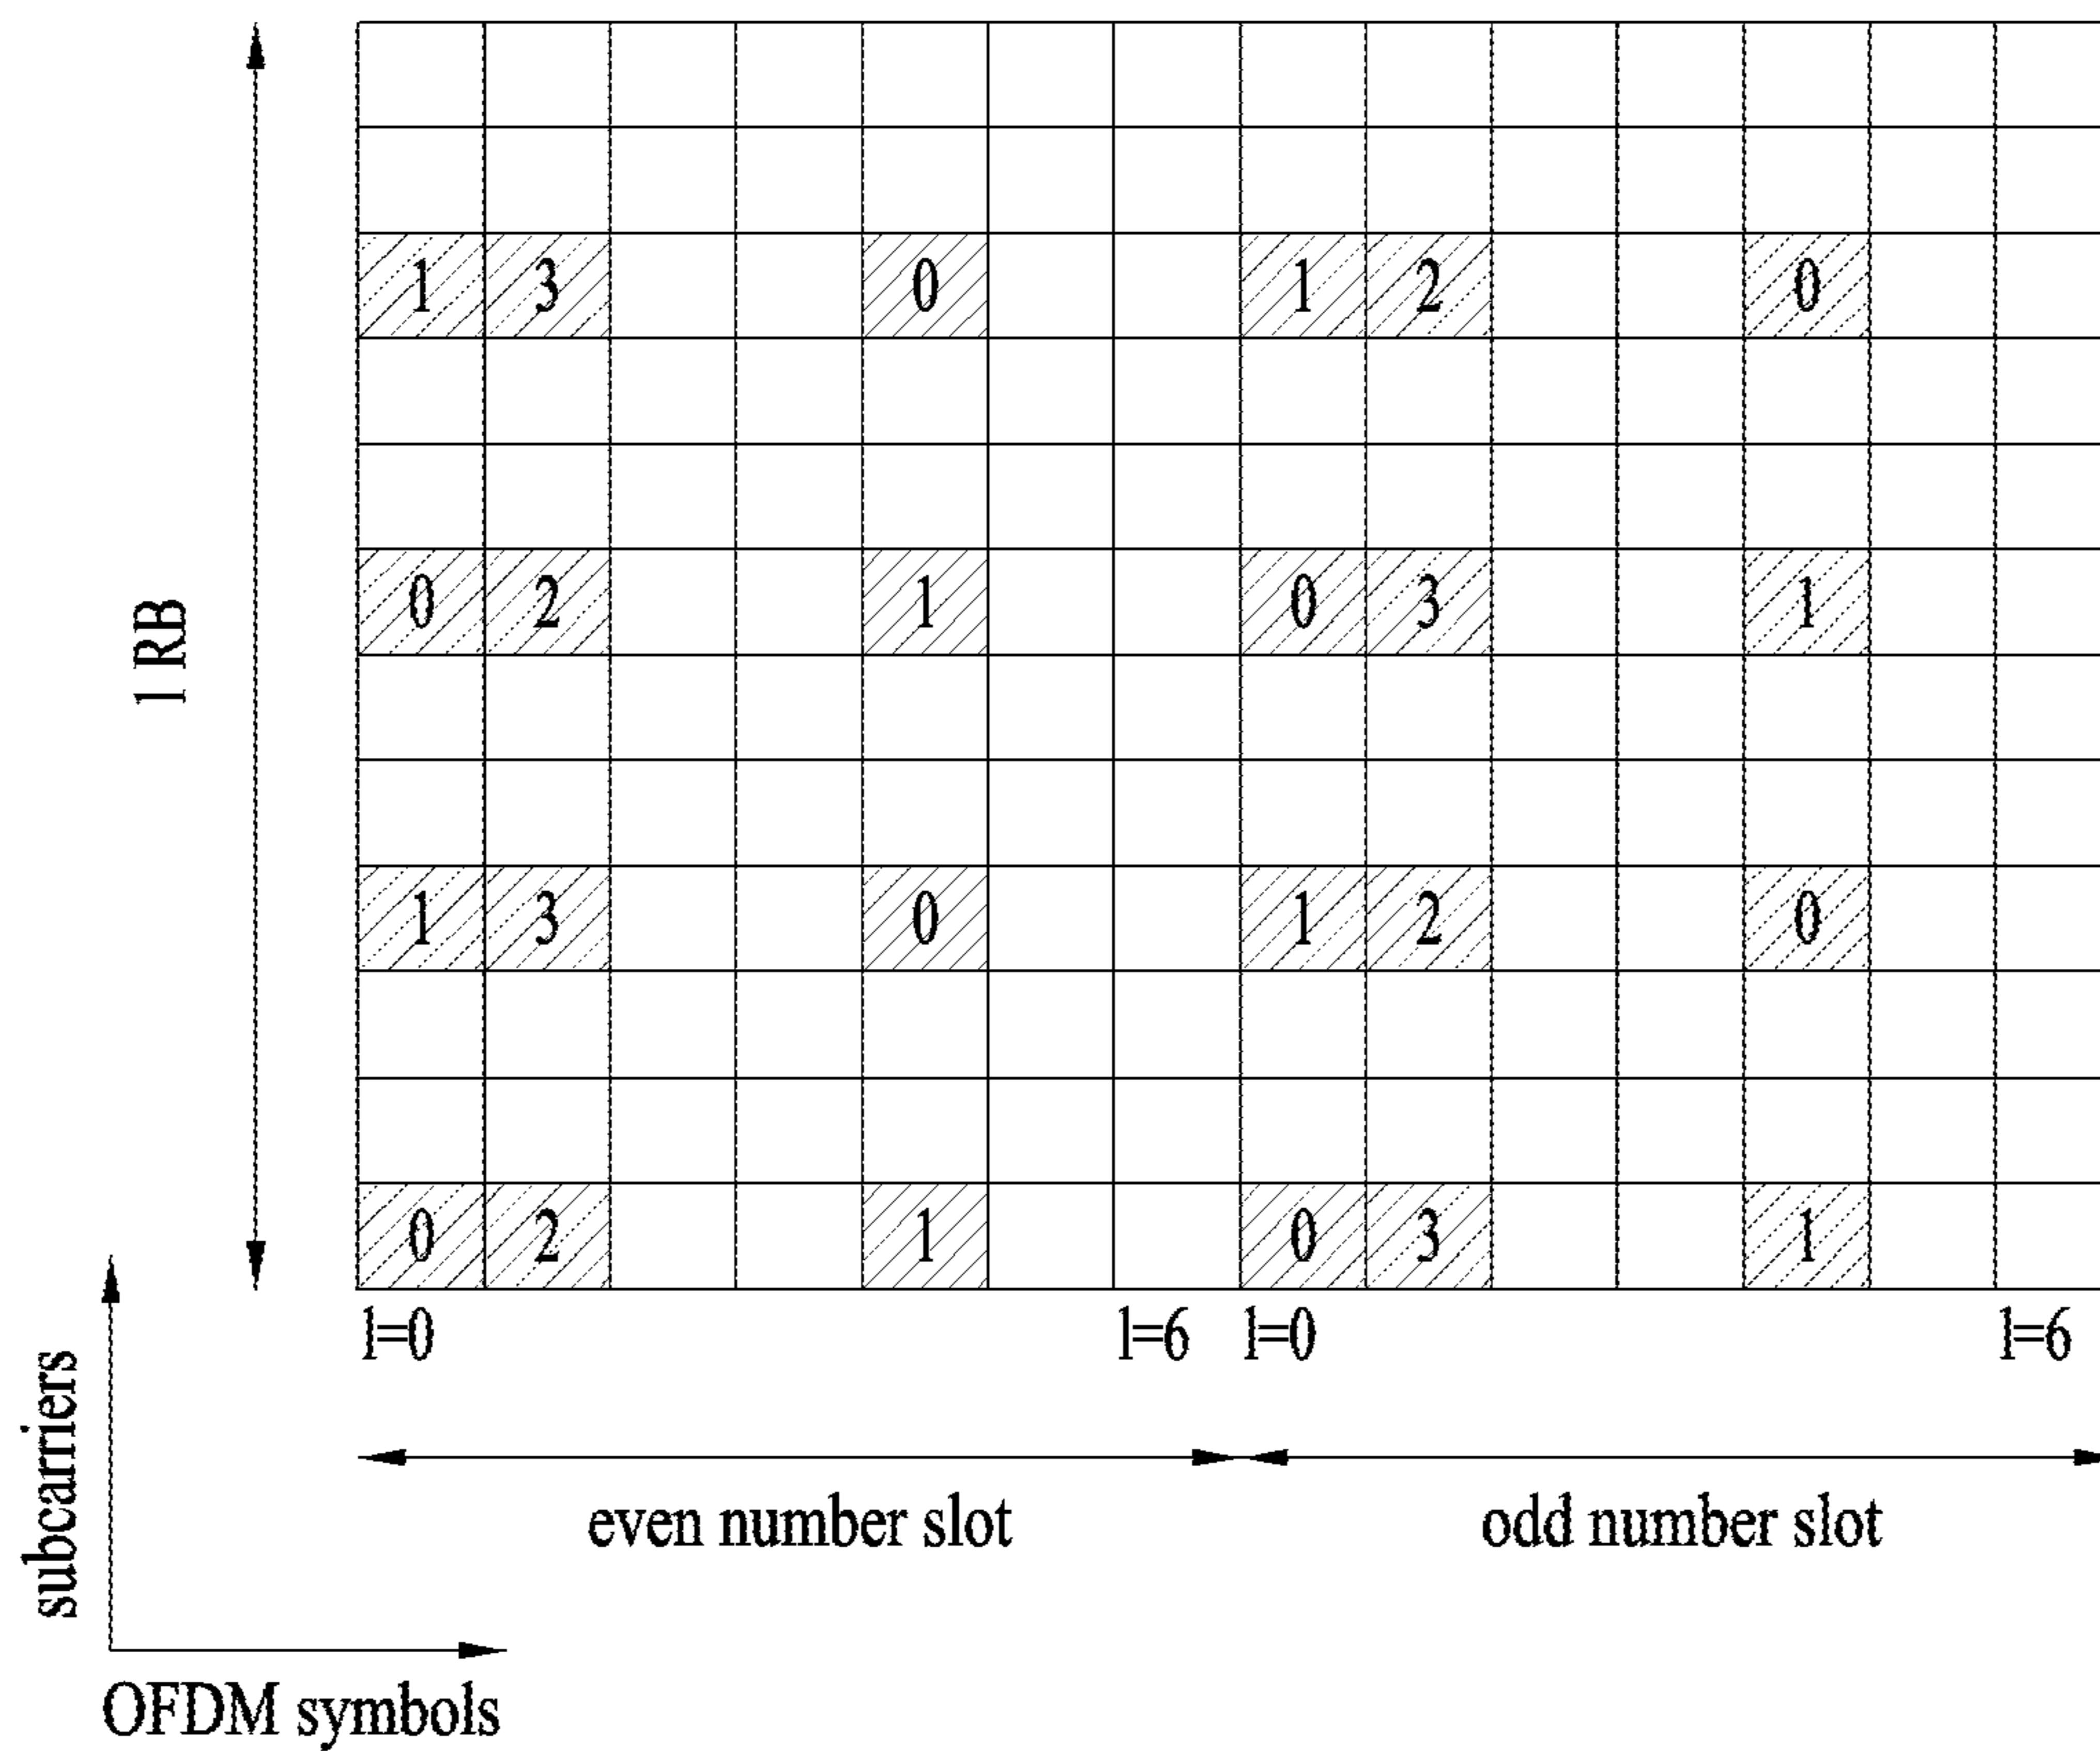 1 3 0 1 2 0
1 RB
0 2 1 0 3 1
1 3 0 1 2 0
0 2 1 0 3 1
l=0 l=6 l=0 l=6
subcarriers
even number slot odd number slot
OFDM symbols